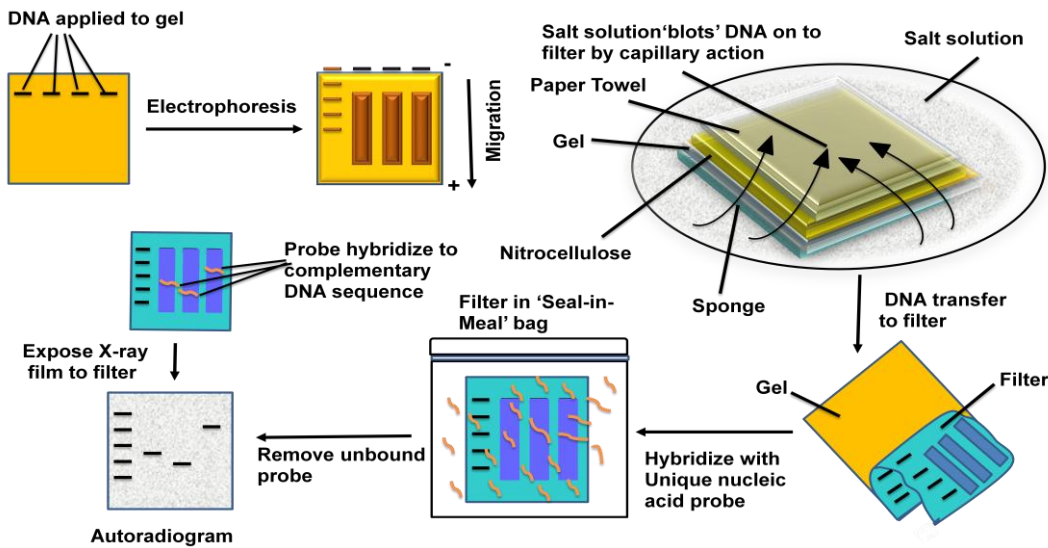 DNA applied to gel
Electrophoresis
-
+
Migration
Salt solution‘blots’ DNA on to
filter by capillary action
Salt solution
Paper Towel
Gel
Nitrocellulose
Sponge
DNA transfer
to filter
Gel
Filter
Hybridize with
Unique nucleic
acid probe
Filter in ‘Seal-in-
Meal’ bag
Remove unbound
probe
Probe hybridize to
complementary
DNA sequence
Expose X-ray
film to filter
Autoradiogram